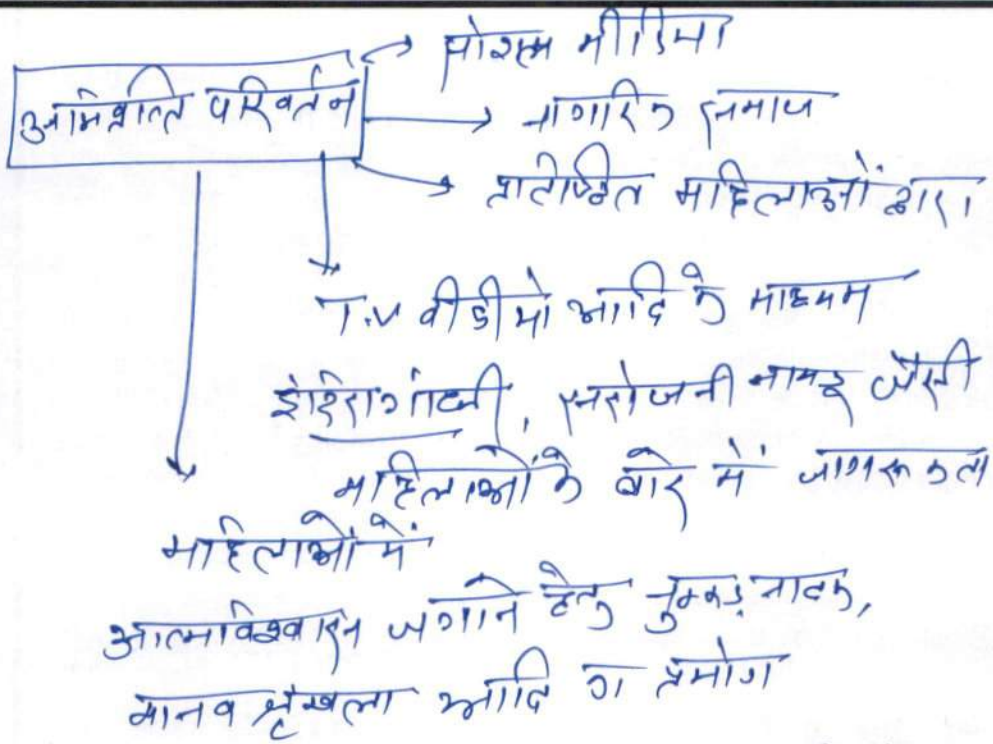 सोशल मीडिया
अभिवृत्ति परिवर्तन
नागरिक समाज
प्रतिष्ठित महिलाओं द्वारा
T.V वीडियो आदि के माध्यम
इंदिरा गांधी, सरोजनी नायडू जैसी
महिलाओं के बारे में जागरूकता
महिलाओं में
आत्मविश्वास जगाने हेतु नुक्कड़ नाटक,
मानव श्रृंखला आदि का प्रयोग